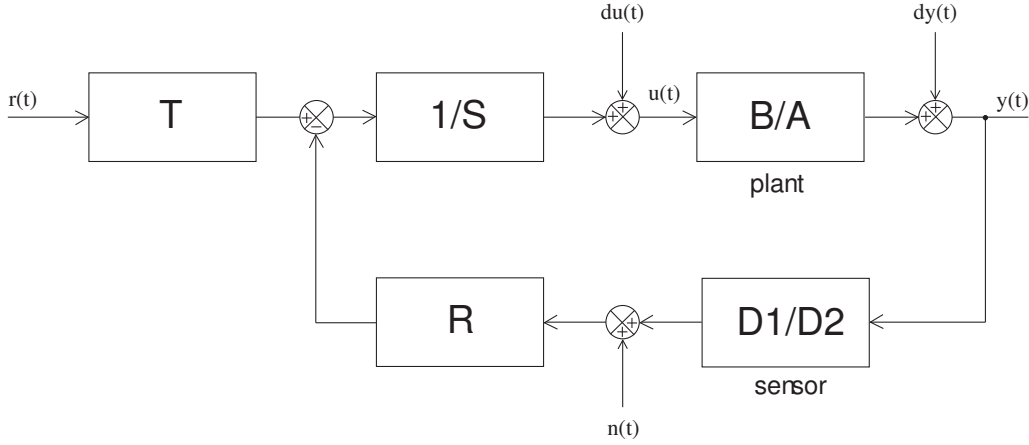 du(t)
dy(t)
r(t)
T
+
−
1/S
+
+
u(t)
B/A
+
+
y(t)
plant
R
+
+
D1/D2
sensor
n(t)